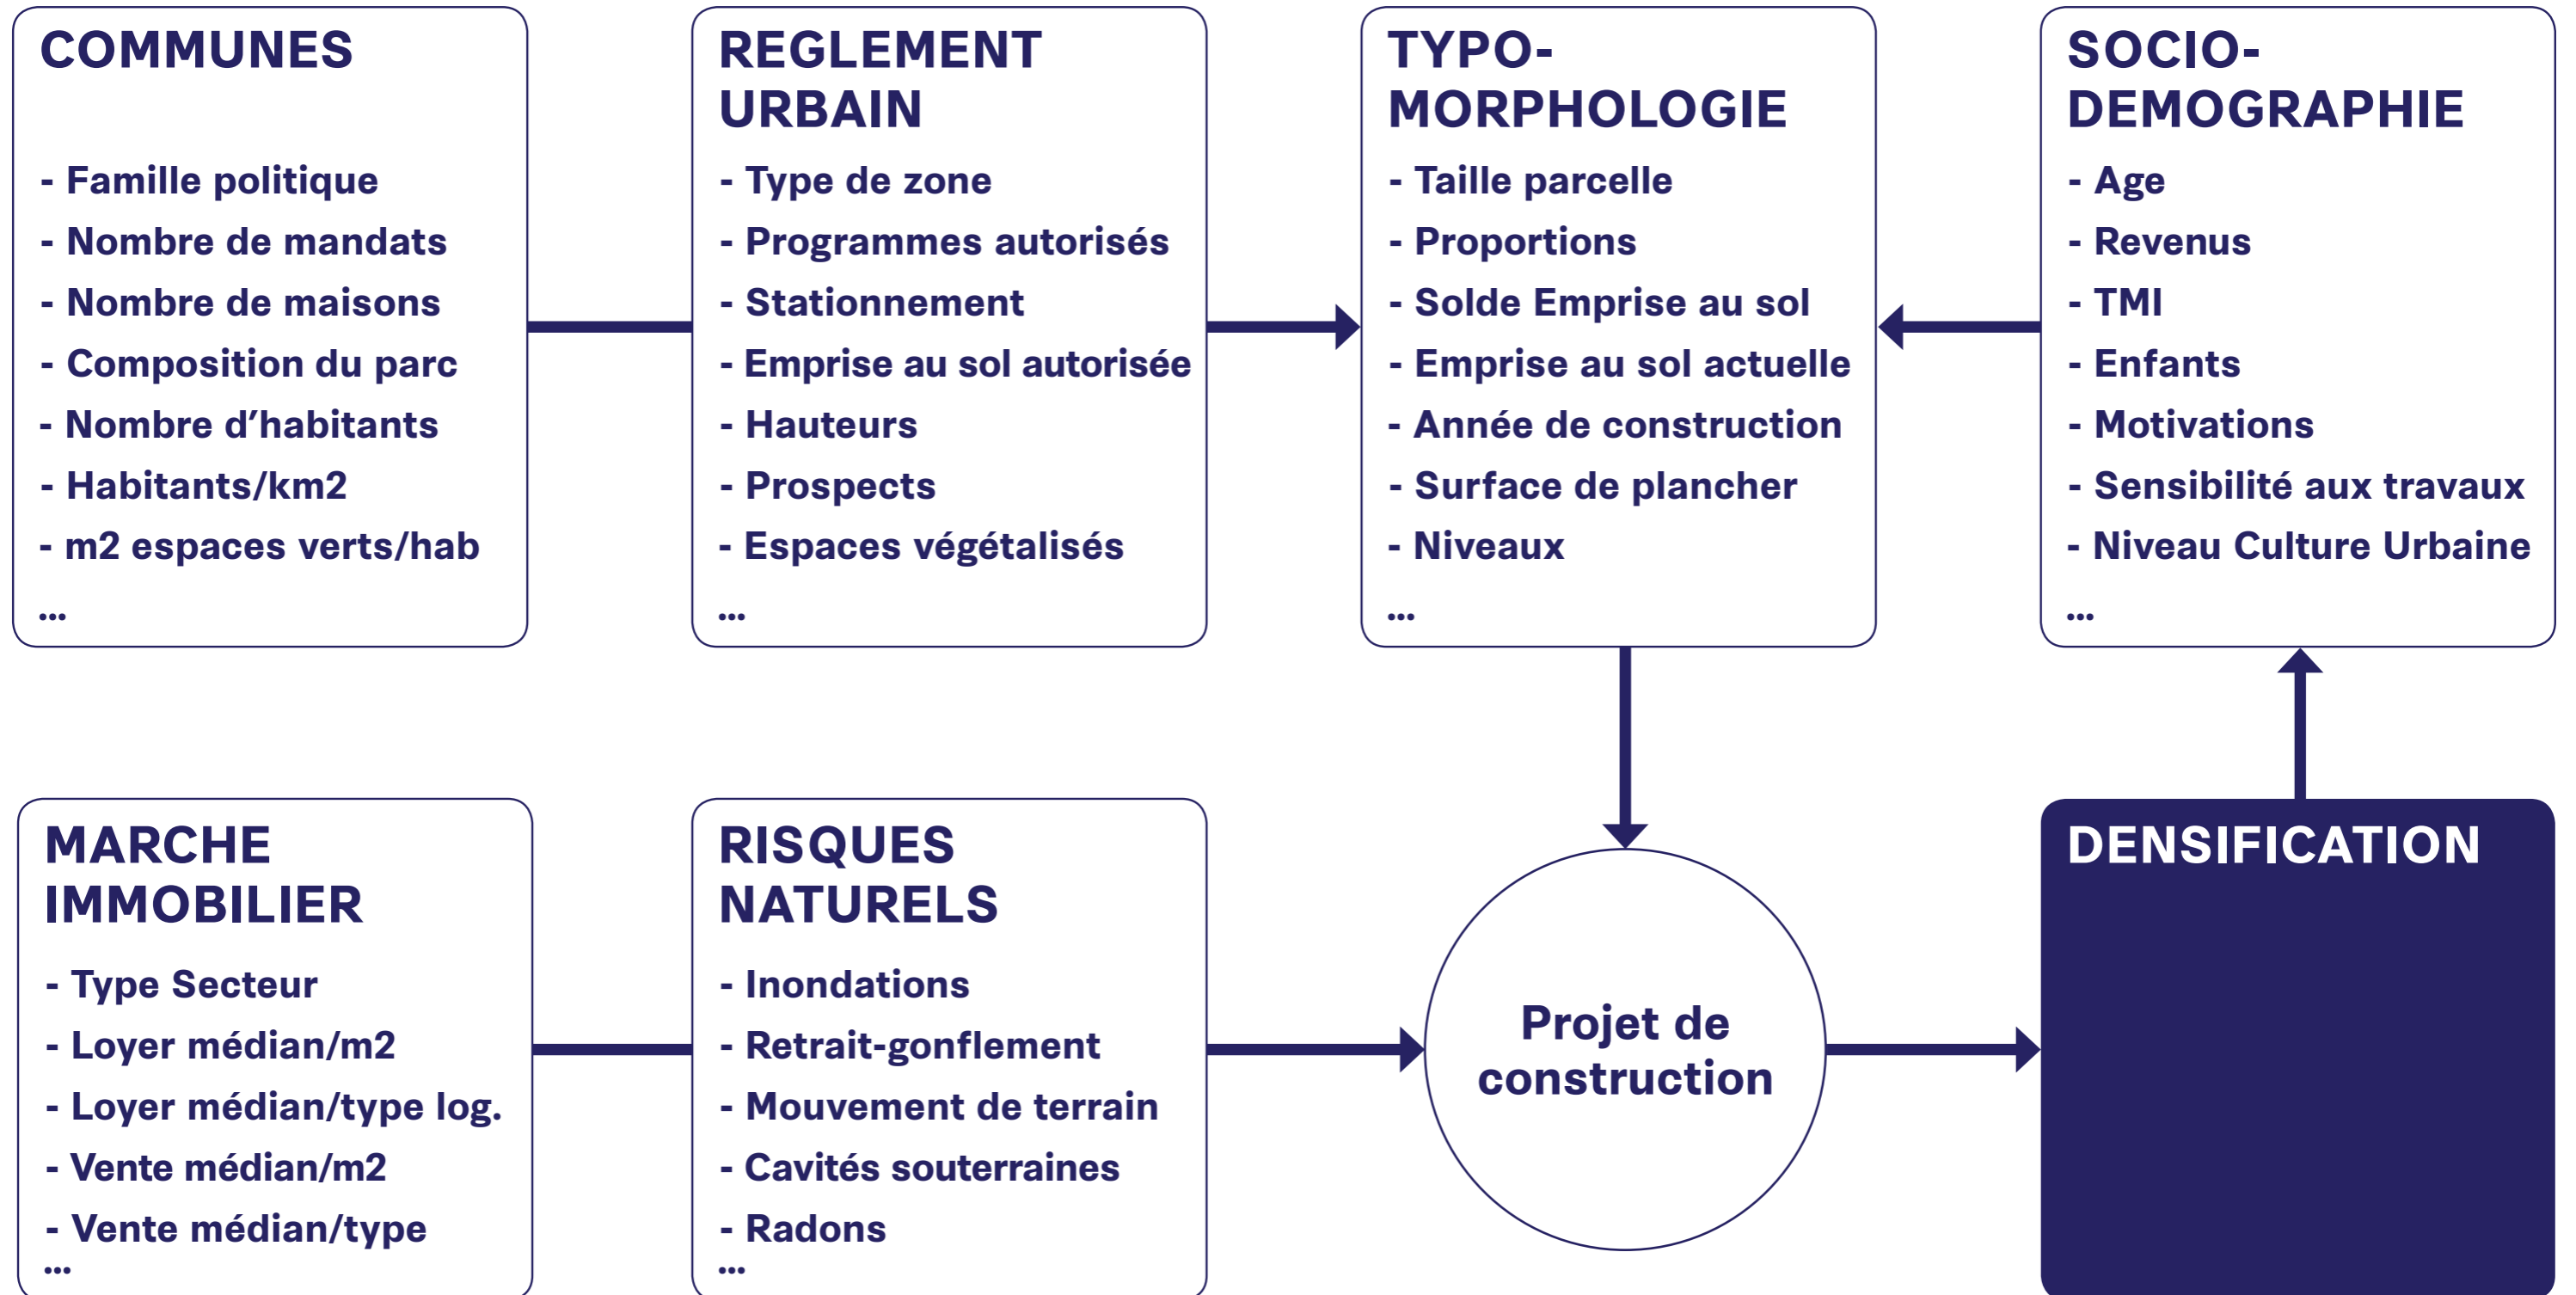 COMMUNES
- Famille politique
- Nombre de mandats
- Nombre de maisons
- Composition du parc
- Nombre d’habitants
- Habitants/km2
- m2 espaces verts/hab
...
REGLEMENT
URBAIN
- Type de zone
- Programmes autorisés
- Stationnement
- Emprise au sol autorisée
- Hauteurs
- Prospects
- Espaces végétalisés
...
TYPO-
MORPHOLOGIE
- Taille parcelle
- Proportions
- Solde Emprise au sol
- Emprise au sol actuelle
- Année de construction
- Surface de plancher
- Niveaux
...
SOCIO-
DEMOGRAPHIE
- Age
- Revenus
- TMI
- Enfants
- Motivations
- Sensibilité aux travaux
- Niveau Culture Urbaine
...
MARCHE
IMMOBILIER
- Type Secteur
- Loyer médian/m2
- Loyer médian/type log.
- Vente médian/m2
- Vente médian/type
...
RISQUES
NATURELS
- Inondations
- Retrait-gonflement
- Mouvement de terrain
- Cavités souterraines
- Radons
...
Projet de
construction
DENSIFICATION